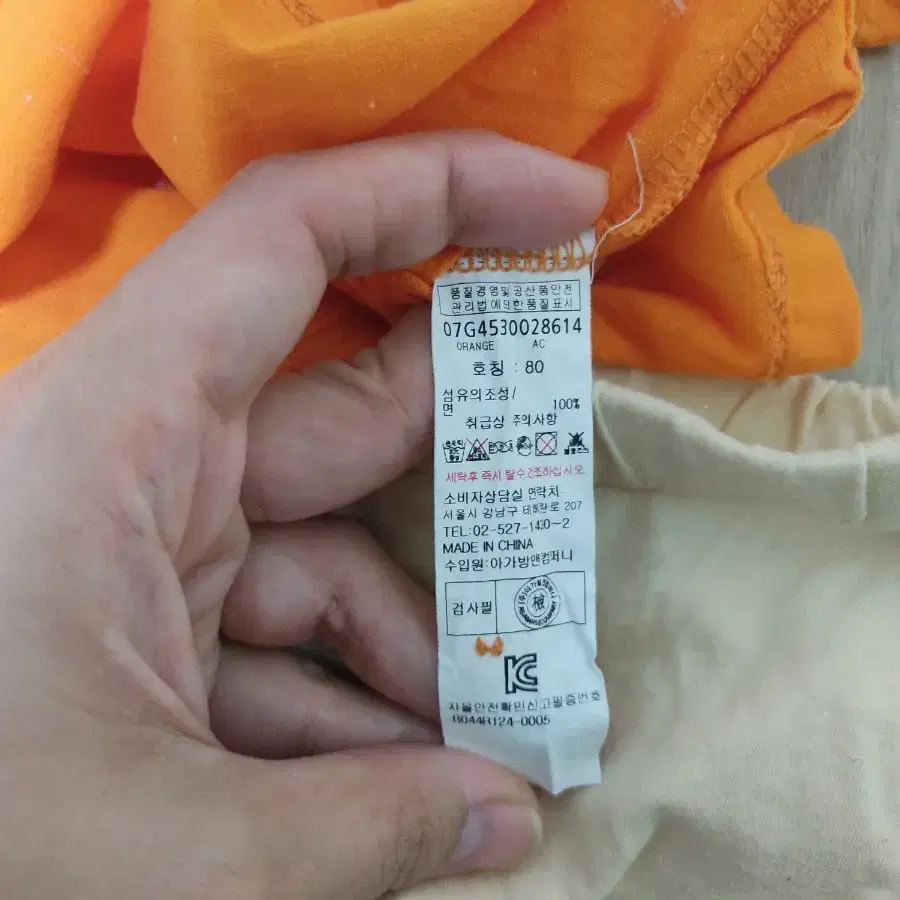 품질경영및공산품안전
관리법에의한품질표시
07G4530028614
ORANGE AC
호칭 : 80
섬유의조성/
면 100%
취급상 주의사항
세탁후 즉시 탈수건조하십시오
소비자상담실 연락처
서울시 강남구 테헤란로 207
TEL:02-527-1430~2
MADE IN CHINA
수입원:아가방앤컴퍼니
검사필
檢
KC
자율안전확인신고필증번호
B044R124-0005